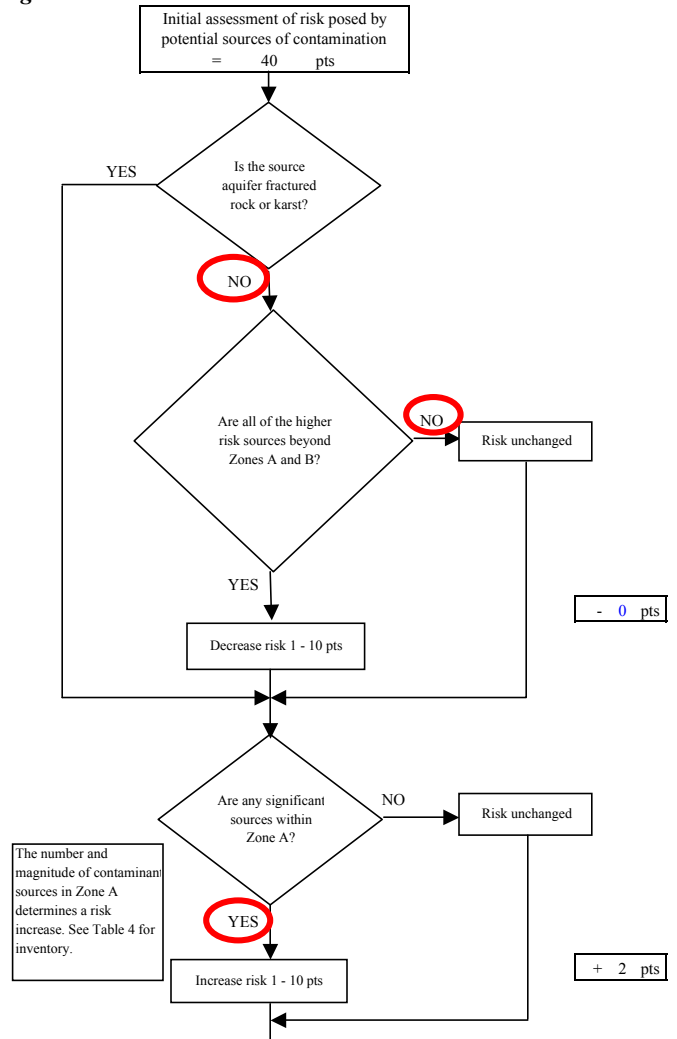 Initial assessment of risk posed by
potential sources of contamination
= 40 pts
Is the source
aquifer fractured
rock or karst?
YES
NO
Are all of the higher
risk sources beyond
Zones A and B?
NO
Risk unchanged
YES
- 0 pts
Decrease risk 1 - 10 pts
Are any significant
sources within
Zone A?
NO
Risk unchanged
The number and
magnitude of contaminant
sources in Zone A
determines a risk
increase. See Table 4 for
inventory.
YES
Increase risk 1 - 10 pts
+ 2 pts